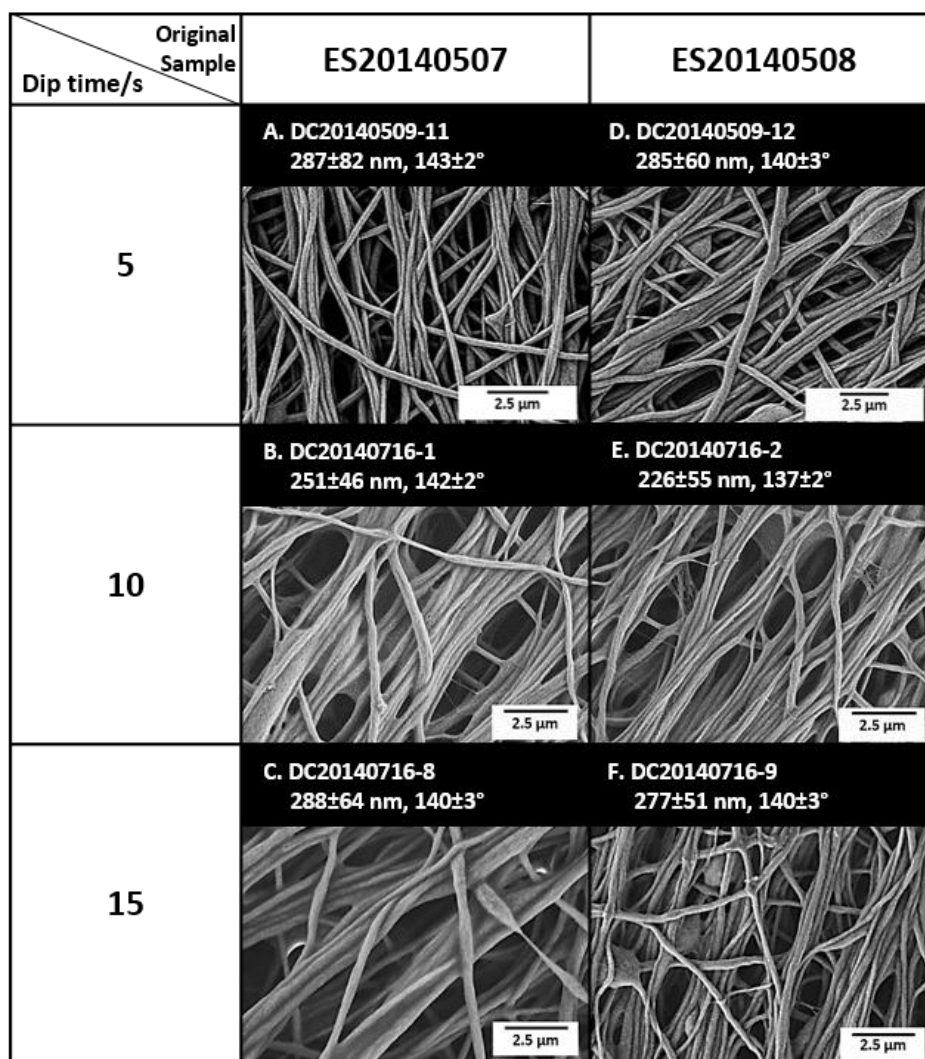 Original
Sample
Dip time/s
ES20140507
ES20140508
5
A. DC20140509-11
287±82 nm, 143±2°
2.5 µm
D. DC20140509-12
285±60 nm, 140±3°
2.5 µm
10
B. DC20140716-1
251±46 nm, 142±2°
2.5 µm
E. DC20140716-2
226±55 nm, 137±2°
2.5 µm
15
C. DC20140716-8
288±64 nm, 140±3°
2.5 µm
F. DC20140716-9
277±51 nm, 140±3°
2.5 µm